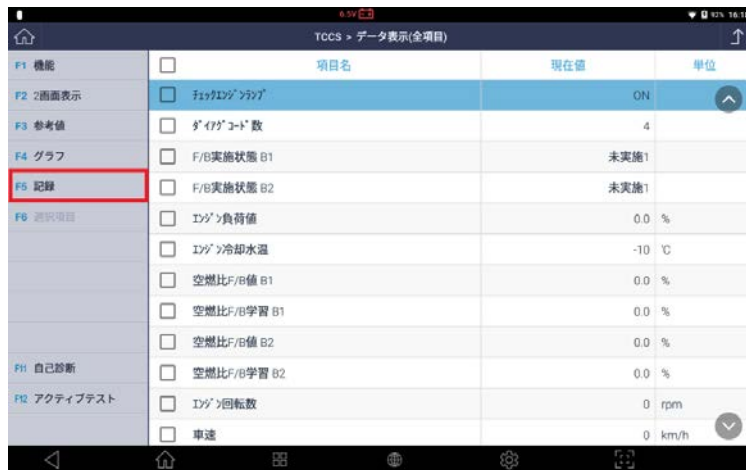 6.5V
92% 16:18
TCCS > データ表示(全項目)
F1 機能
F2 2画面表示
F3 参考値
F4 グラフ
F5 記録
F6 選択項目
F11 自己診断
F12 アクティブテスト
項目名 現在値 単位
ﾁｪｯｸｴﾝｼﾞﾝﾗﾝﾌﾟ ON
ﾀﾞｲｱｸﾞｺｰﾄﾞ数 4
F/B実施状態 B1 未実施1
F/B実施状態 B2 未実施1
ｴﾝｼﾞﾝ負荷値 0.0 %
ｴﾝｼﾞﾝ冷却水温 -10 ℃
空燃比F/B値 B1 0.0 %
空燃比F/B学習 B1 0.0 %
空燃比F/B値 B2 0.0 %
空燃比F/B学習 B2 0.0 %
ｴﾝｼﾞﾝ回転数 0 rpm
車速 0 km/h